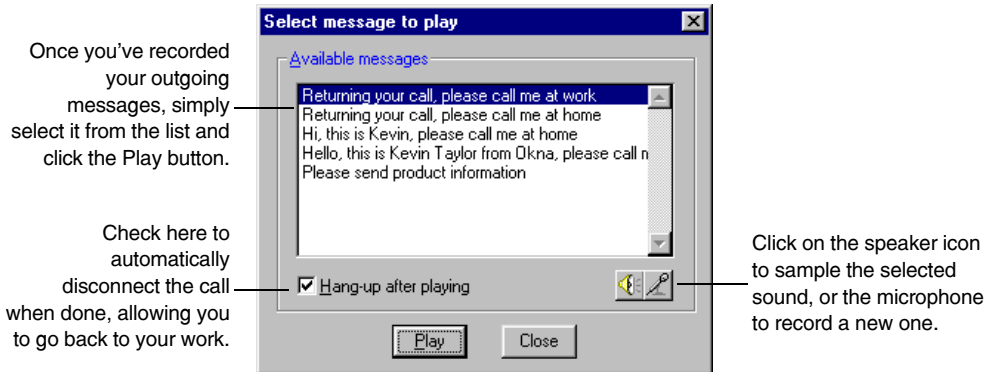 Select message to play
Once you've recorded
your outgoing
messages, simply
select it from the list and
click the Play button.
Available messages
Returning your call, please call me at work
Returning your call, please call me at home
Hi, this is Kevin, please call me at home
Hello, this is Kevin Taylor from Okna, please call
Please send product information
Check here to
automatically
disconnect the call
when done, allowing you
to go back to your work.
Hang-up after playing
Click on the speaker icon
to sample the selected
sound, or the microphone
to record a new one.
Play
Close